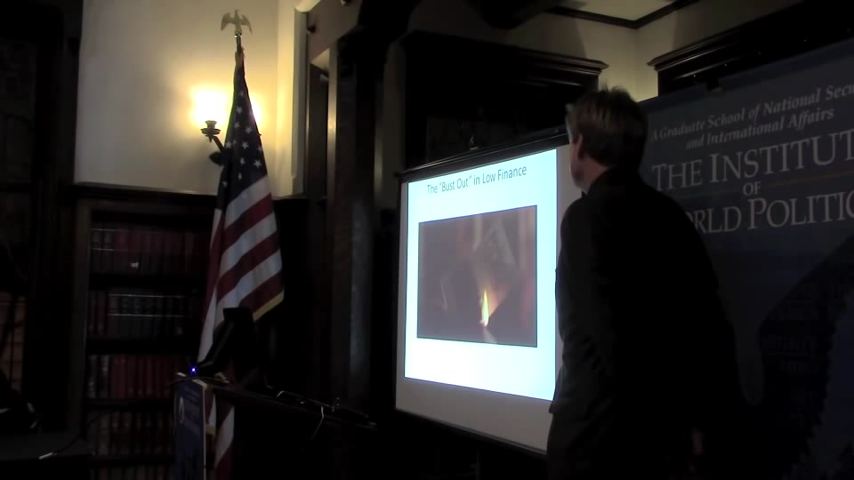 The "Bust Out" in Low Finance
A Graduate School of National Secu
and International Affairs
THE INSTITUT
OF
RLD POLITIC